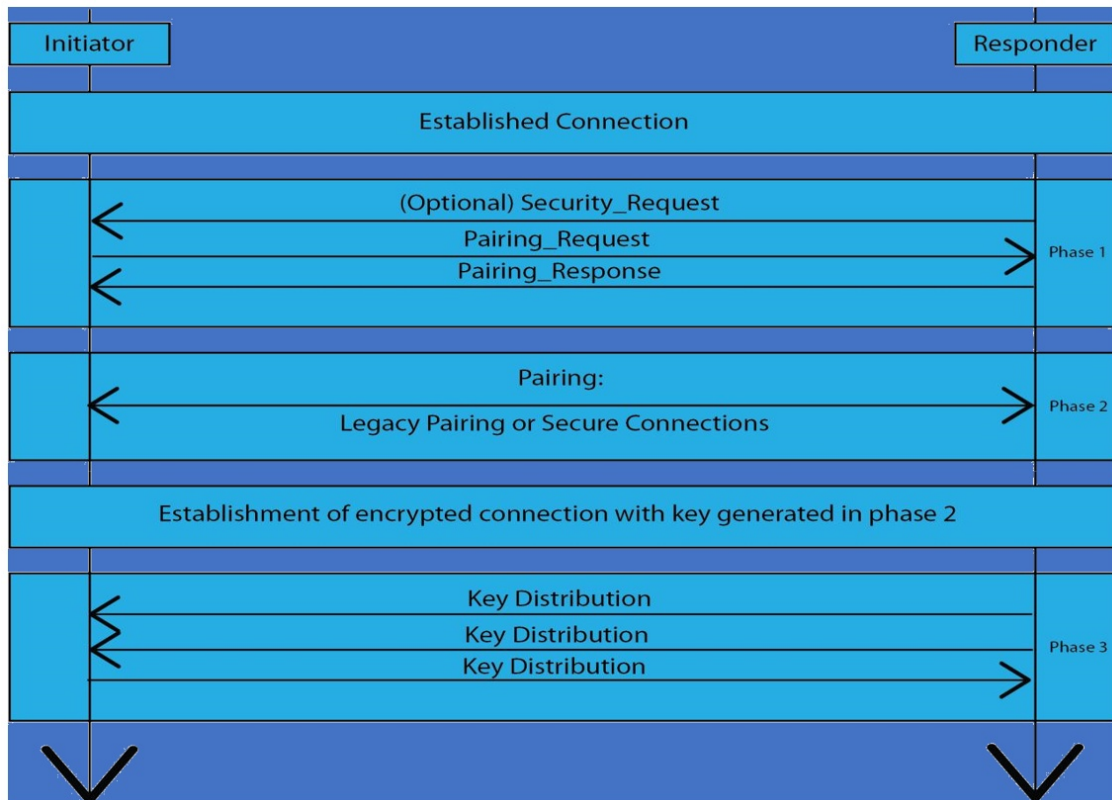 Initiator
Responder
Established Connection
(Optional) Security_Request
Pairing_Request
Phase 1
Pairing_Response
Pairing:
Phase 2
Legacy Pairing or Secure Connections
Establishment of encrypted connection with key generated in phase 2
Key Distribution
Key Distribution
Phase 3
Key Distribution